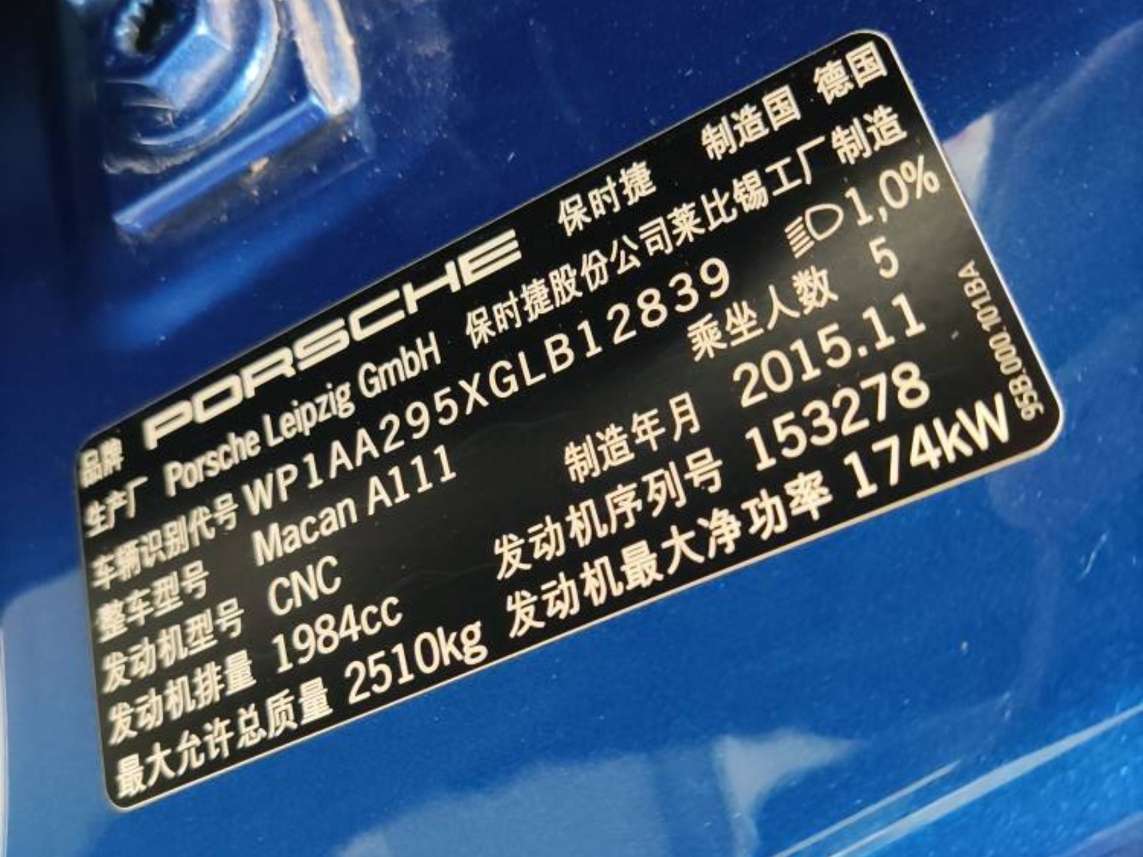 品牌 PORSCHE 保时捷 制造国 德国
生产厂 Porsche Leipzig GmbH 保时捷股份公司莱比锡工厂制造
车辆识别代号 WP1AA295XGLB12839 1,0%
整车型号 Macan A111 乘坐人数 5
发动机型号 CNC 制造年月 2015.11
发动机排量 1984cc 发动机序列号 153278
最大允许总质量 2510kg 发动机最大净功率 174kW
95B.000.101BA